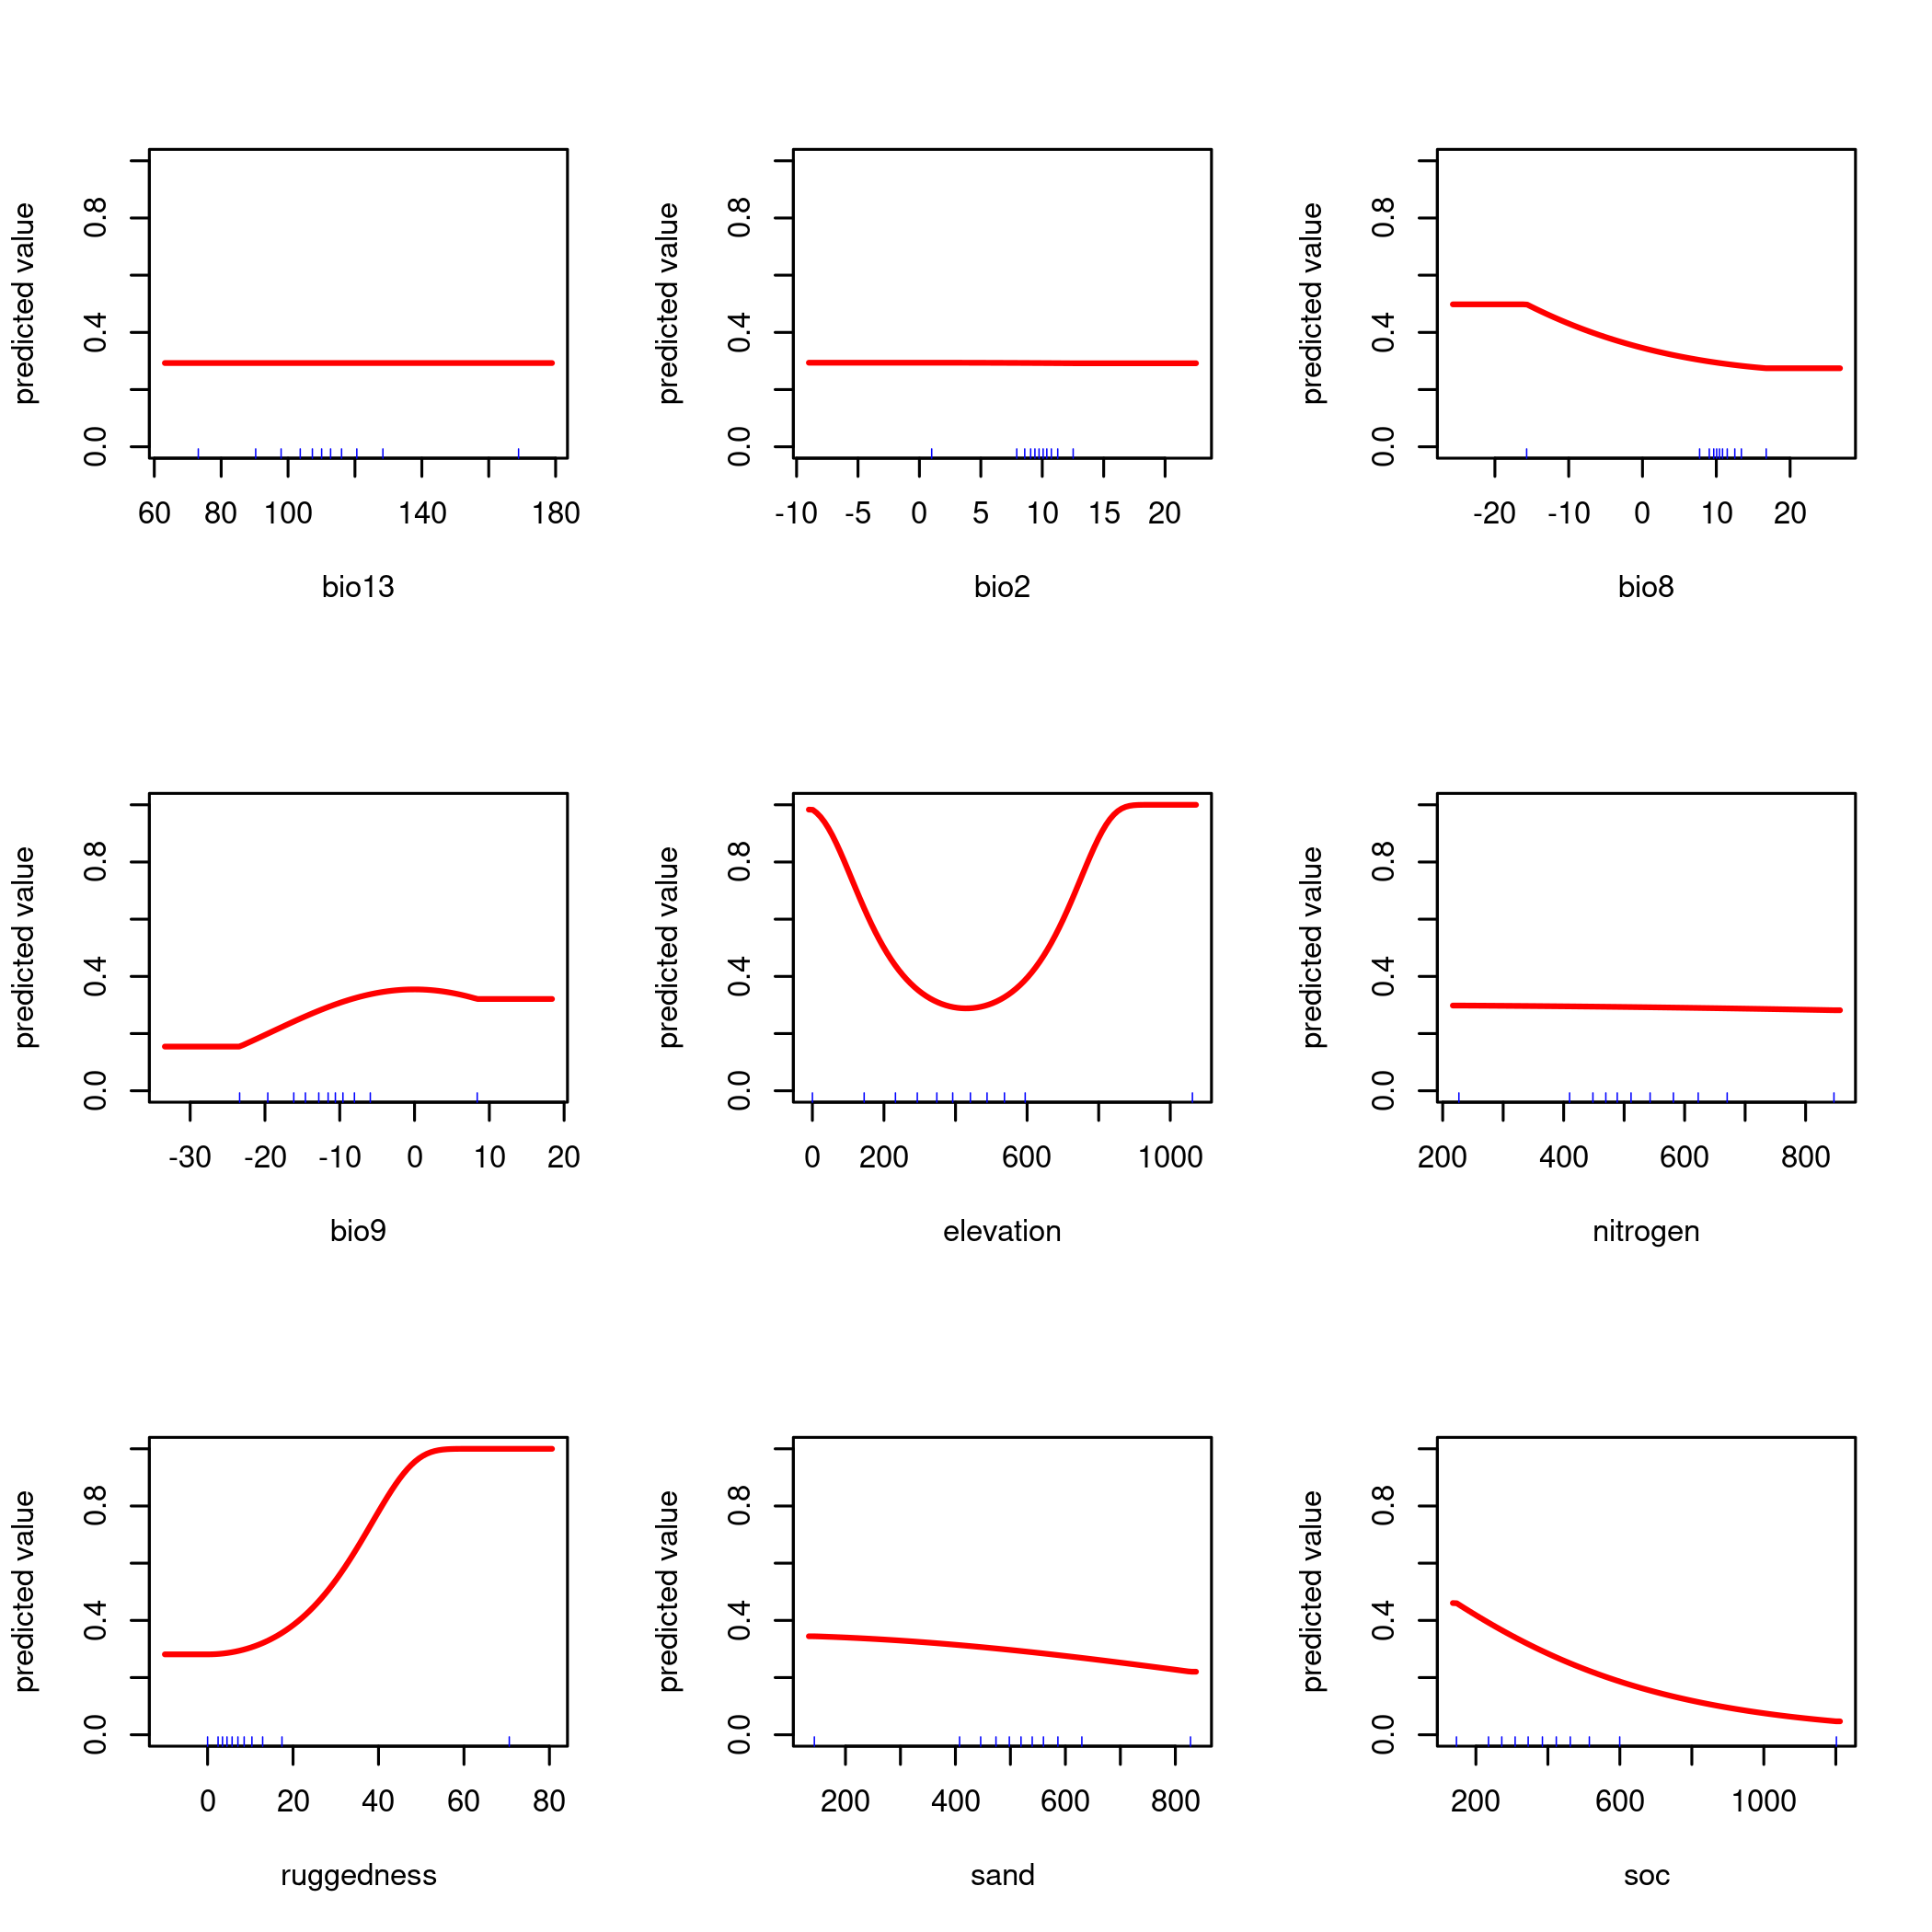 predicted value
0.0 0.4 0.8
60 80 100 140 180
bio13
predicted value
0.0 0.4 0.8
-10 -5 0 5 10 15 20
bio2
predicted value
0.0 0.4 0.8
-20 -10 0 10 20
bio8
predicted value
0.0 0.4 0.8
-30 -20 -10 0 10 20
bio9
predicted value
0.0 0.4 0.8
0 200 600 1000
elevation
predicted value
0.0 0.4 0.8
200 400 600 800
nitrogen
predicted value
0.0 0.4 0.8
0 20 40 60 80
ruggedness
predicted value
0.0 0.4 0.8
200 400 600 800
sand
predicted value
0.0 0.4 0.8
200 600 1000
soc